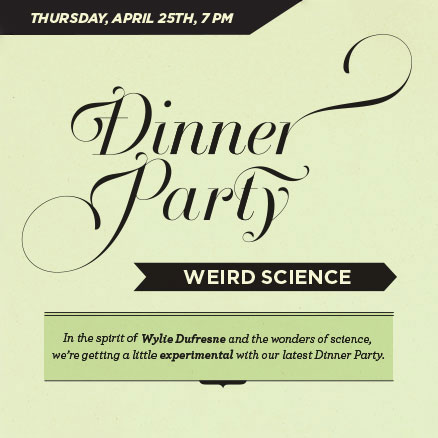 THURSDAY, APRIL 25TH, 7 PM
Dinner
Party
WEIRD SCIENCE
In the spirit of Wylie Dufresne and the wonders of science,
we're getting a little experimental with our latest Dinner Party.